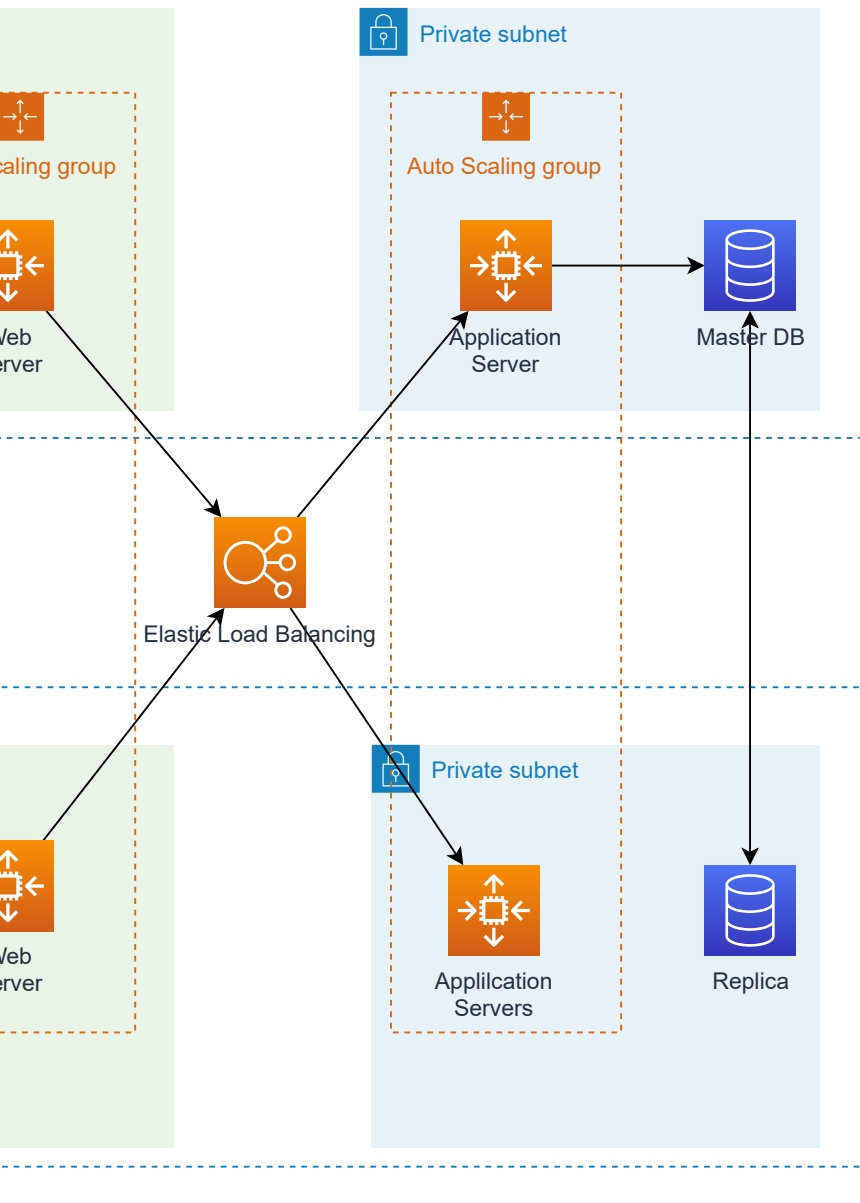 Private subnet
caling group
Auto Scaling group
Web
erver
Application
Server
Master DB
Elastic Load Balancing
Private subnet
Web
erver
Applilcation
Servers
Replica